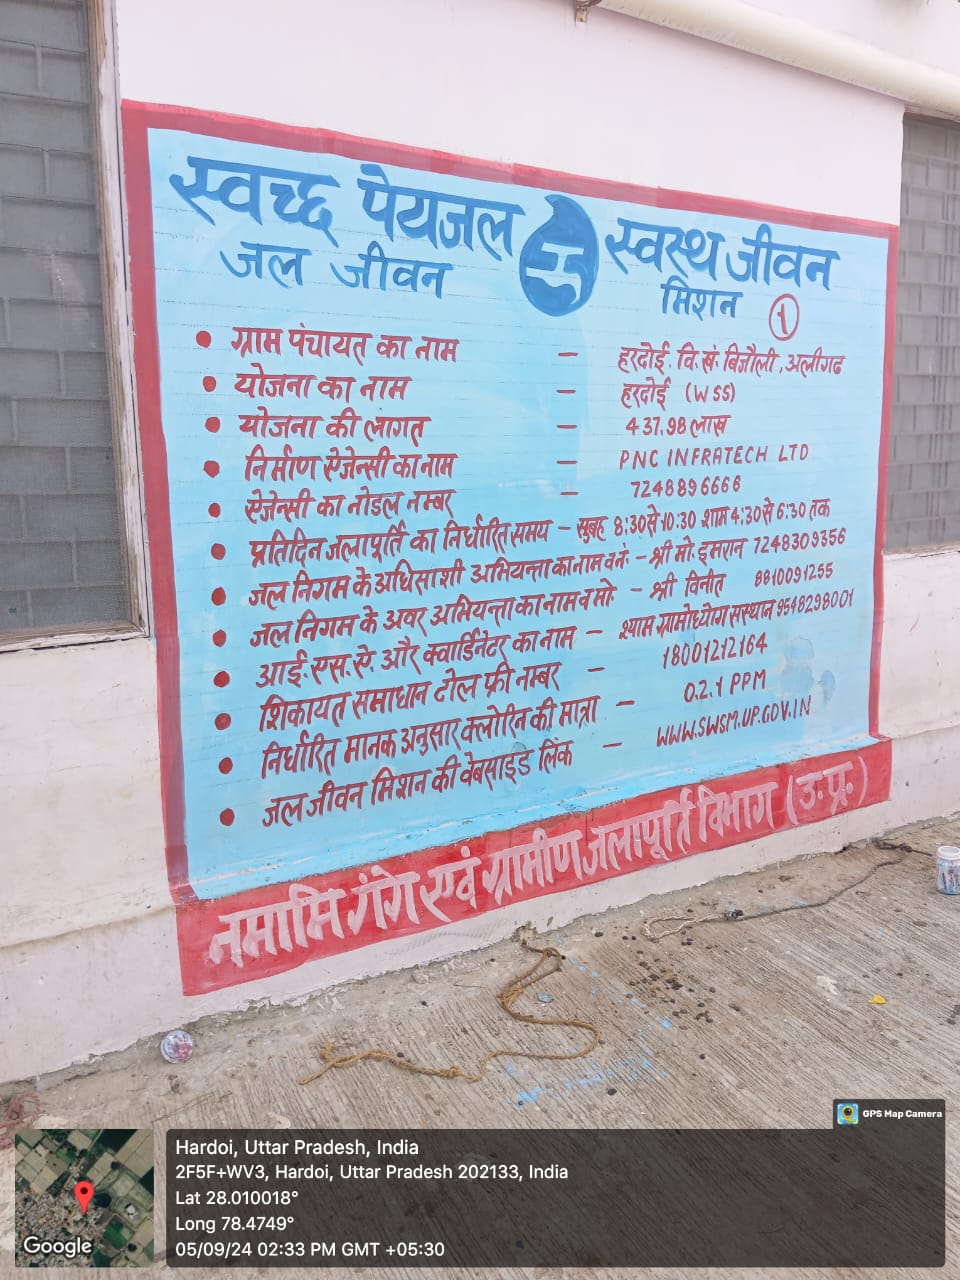 स्वच्छ पेयजल स्वस्थ जीवन
जल जीवन मिशन १
• ग्राम पंचायत का नाम – हरदोई, वि.खं. बिजौली, अलीगढ
• योजना का नाम – हरदोई (WSS)
• योजना की लागत – 437.98 लाख
• निर्माण ऐजेन्सी का नाम – PNC INFRATECH LTD
• ऐजेन्सी का नोडल नम्बर – 7248896666
• प्रतिदिन जलापूर्ति का निर्धारित समय – सुबह 8:30 से 10:30 शाम 4:30 से 6:30 तक
• जल निगम के अधिसाशी अभियन्ता का नाम व नं० – श्री मो. इमरान 7248309356
• जल निगम के अवर अभियन्ता का नाम व मो. – श्री विनीत 8810091255
• आई.एस.ऐ. और क्वार्डिनेटर का नाम – श्याम ग्रामोध्योग संस्थान 9548298001
• शिकायत समाधान टोल फ्री नम्बर – 18001212164
• निर्धारित मानक अनुसार क्लोरिन की मात्रा – 0.2.1 PPM
• जल जीवन मिशन की वेबसाइड लिंक – WWW.SWSM.UP.GOV.IN
नमामि गंगे एवं ग्रामीण जलापूर्ति विभाग (उ.प्र.)
GPS Map Camera
Hardoi, Uttar Pradesh, India
2F5F+WV3, Hardoi, Uttar Pradesh 202133, India
Lat 28.010018°
Long 78.4749°
05/09/24 02:33 PM GMT +05:30
Google